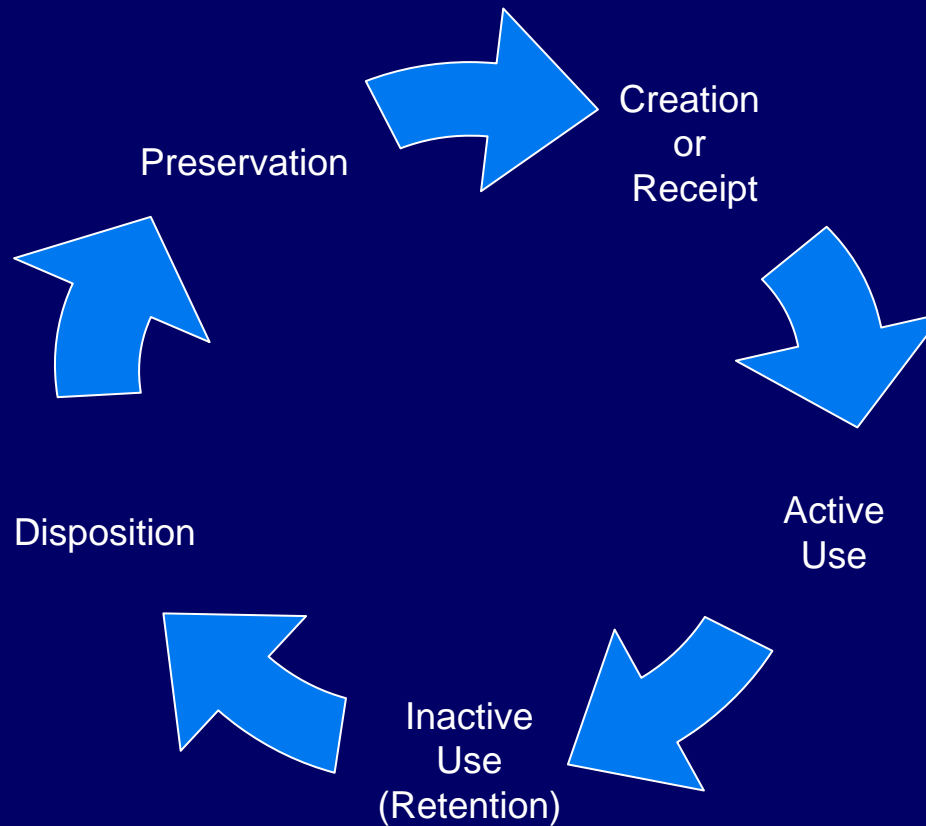 Creation
or
Receipt
Active
Use
Inactive
Use
(Retention)
Disposition
Preservation